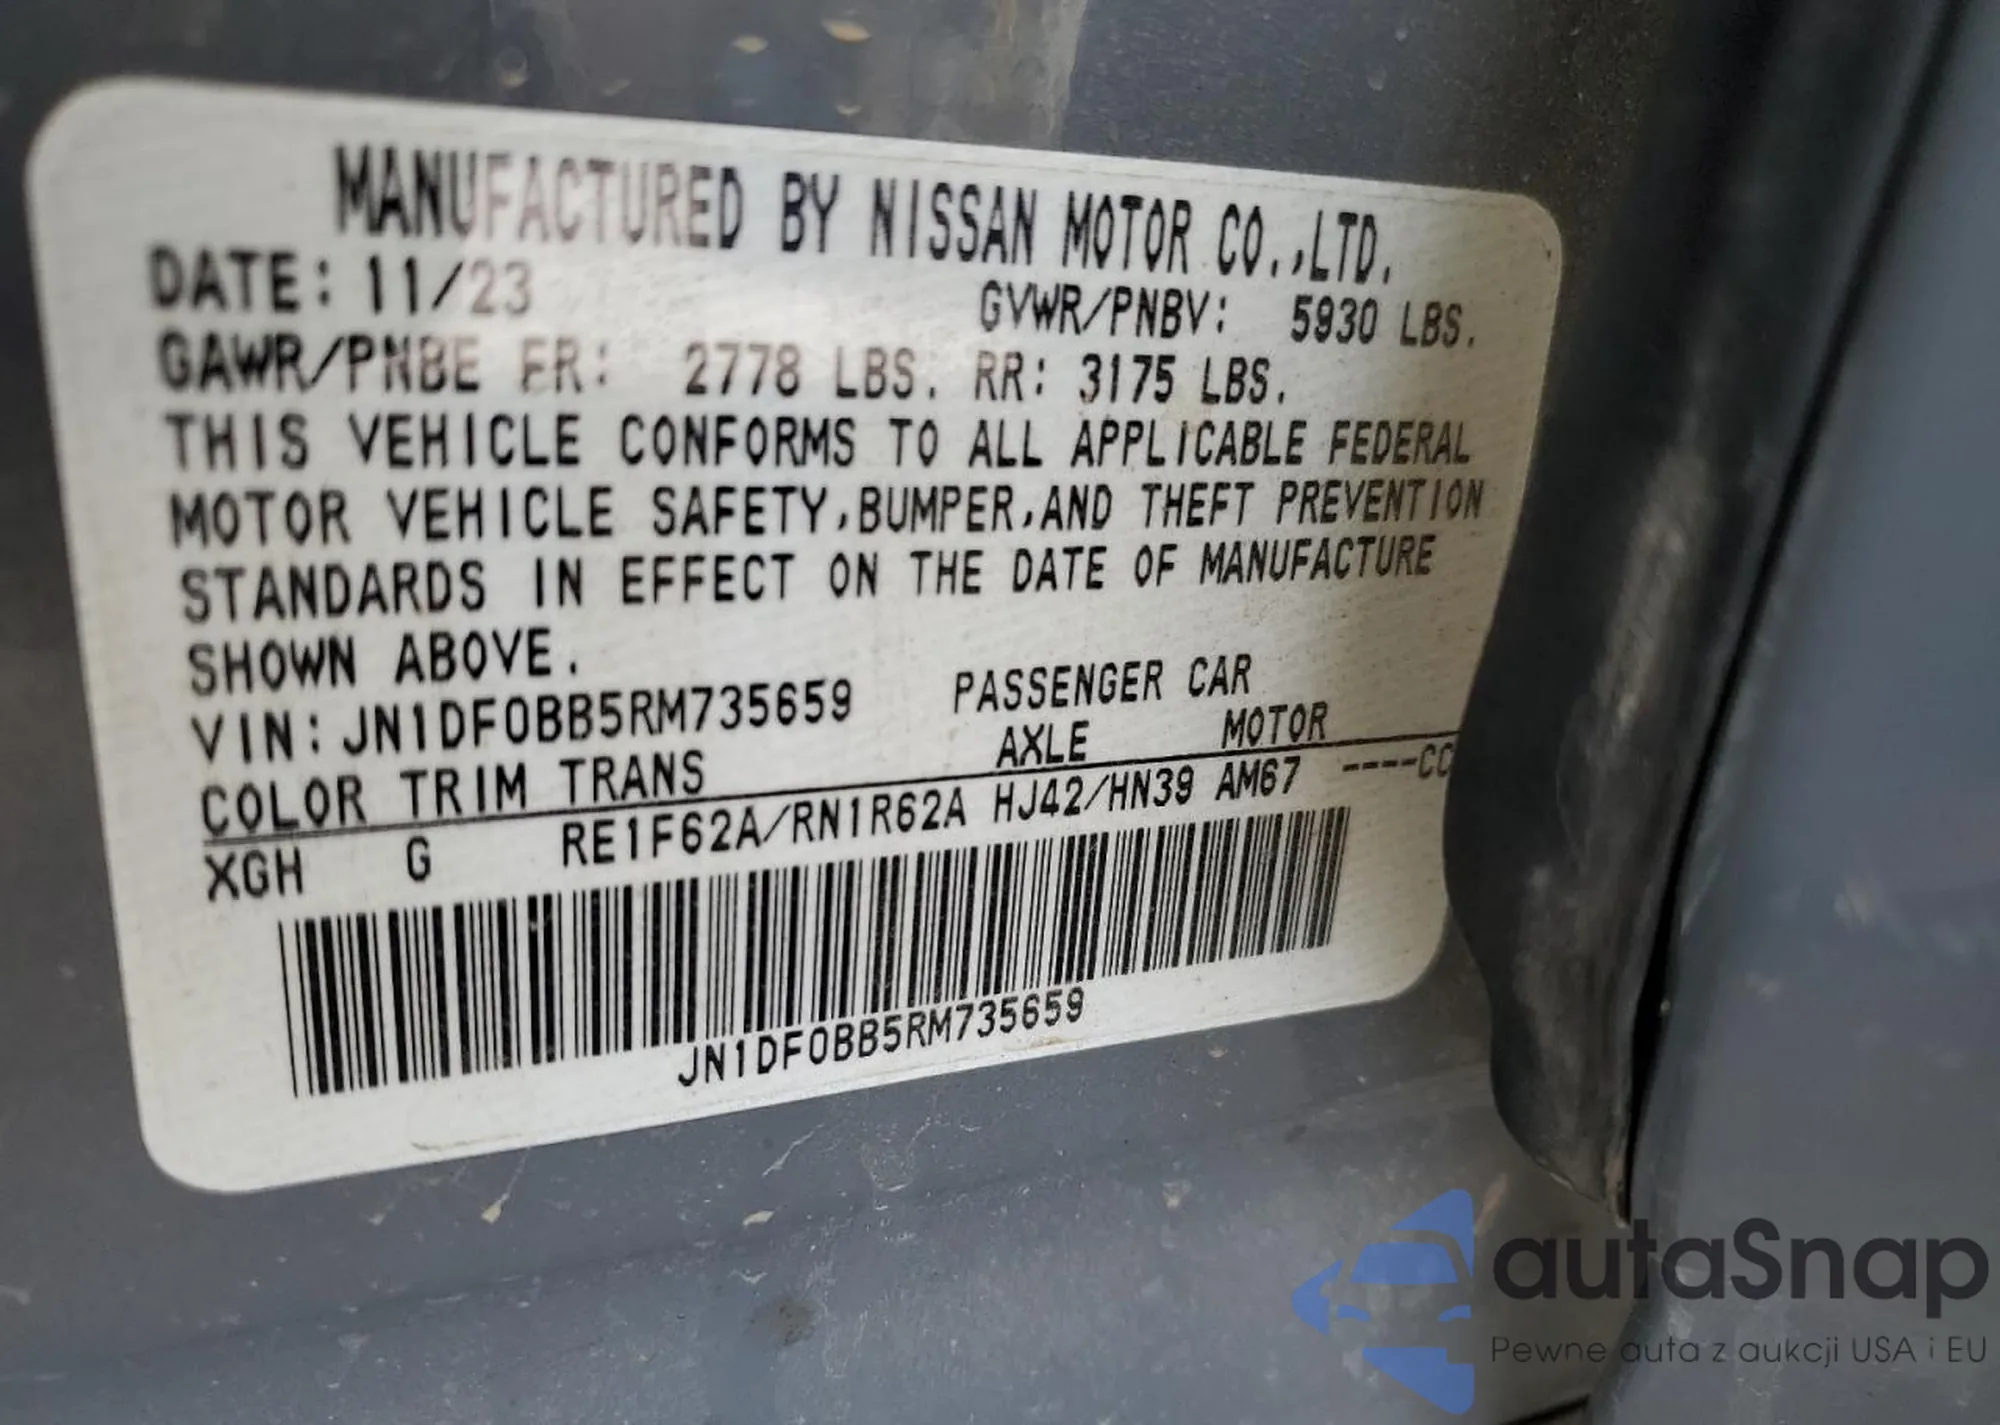 MANUFACTURED BY NISSAN MOTOR CO.,LTD.
DATE: 11/23 GVWR/PNBV: 5930 LBS.
GAWR/PNBE FR: 2778 LBS. RR: 3175 LBS.
THIS VEHICLE CONFORMS TO ALL APPLICABLE FEDERAL
MOTOR VEHICLE SAFETY,BUMPER,AND THEFT PREVENTION
STANDARDS IN EFFECT ON THE DATE OF MANUFACTURE
SHOWN ABOVE.
VIN: JN1DF0BB5RM735659 PASSENGER CAR
COLOR TRIM TRANS AXLE MOTOR
XGH G RE1F62A/RN1R62A HJ42/HN39 AM67 ----CC
JN1DF0BB5RM735659
autaSnap
Pewne auta z aukcji USA i EU